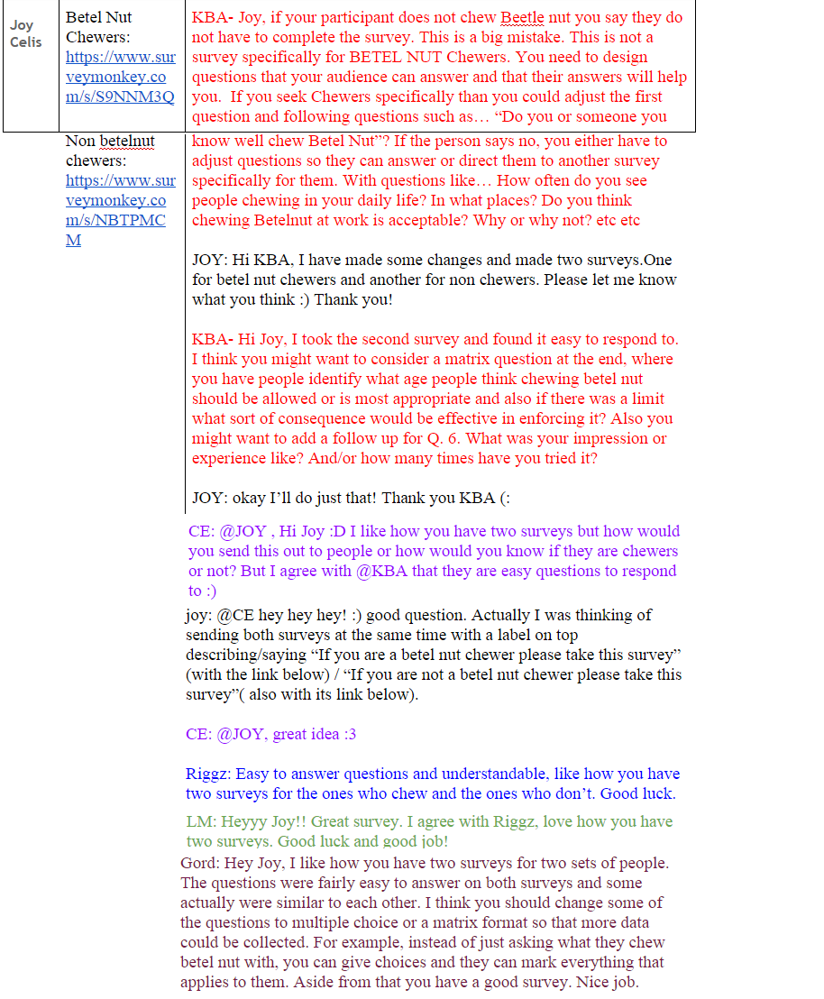 Joy
Celis
Betel Nut
Chewers:
https://www.sur
veymonkey.co
m/s/S9NNM3Q
Non betelnut
chewers:
https://www.sur
veymonkey.co
m/s/NBTPMC
M
KBA- Joy, if your participant does not chew Beetle nut you say they do
not have to complete the survey. This is a big mistake. This is not a
survey specifically for BETEL NUT Chewers. You need to design
questions that your audience can answer and that their answers will help
you.  If you seek Chewers specifically than you could adjust the first
question and following questions such as… “Do you or someone you
know well chew Betel Nut”? If the person says no, you either have to
adjust questions so they can answer or direct them to another survey
specifically for them. With questions like… How often do you see
people chewing in your daily life? In what places? Do you think
chewing Betelnut at work is acceptable? Why or why not? etc etc
JOY: Hi KBA, I have made some changes and made two surveys.One
for betel nut chewers and another for non chewers. Please let me know
what you think :) Thank you!
KBA- Hi Joy, I took the second survey and found it easy to respond to.
I think you might want to consider a matrix question at the end, where
you have people identify what age people think chewing betel nut
should be allowed or is most appropriate and also if there was a limit
what sort of consequence would be effective in enforcing it? Also you
might want to add a follow up for Q. 6. What was your impression or
experience like? And/or how many times have you tried it?
JOY: okay I’ll do just that! Thank you KBA (:
CE: @JOY , Hi Joy :D I like how you have two surveys but how would
you send this out to people or how would you know if they are chewers
or not? But I agree with @KBA that they are easy questions to respond
to :)
joy: @CE hey hey hey! :) good question. Actually I was thinking of
sending both surveys at the same time with a label on top
describing/saying “If you are a betel nut chewer please take this survey”
(with the link below) / “If you are not a betel nut chewer please take this
survey”( also with its link below).
CE: @JOY, great idea :3
Riggz: Easy to answer questions and understandable, like how you have
two surveys for the ones who chew and the ones who don’t. Good luck.
LM: Heyyy Joy!! Great survey. I agree with Riggz, love how you have
two surveys. Good luck and good job!
Gord: Hey Joy, I like how you have two surveys for two sets of people.
The questions were fairly easy to answer on both surveys and some
actually were similar to each other. I think you should change some of
the questions to multiple choice or a matrix format so that more data
could be collected. For example, instead of just asking what they chew
betel nut with, you can give choices and they can mark everything that
applies to them. Aside from that you have a good survey. Nice job.